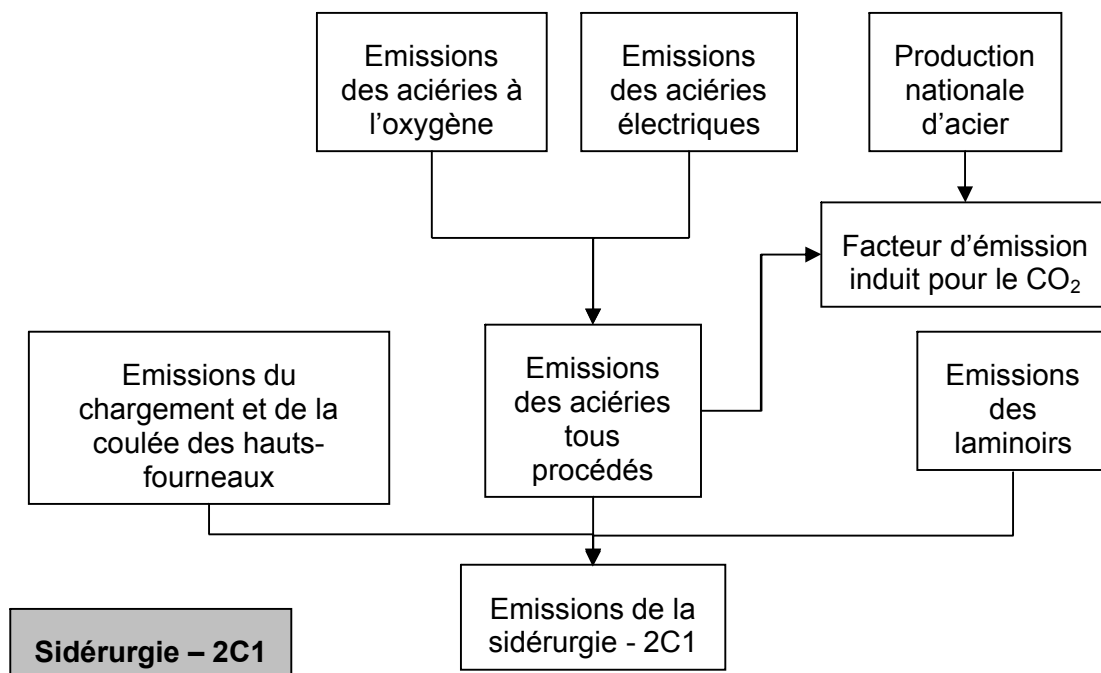 Emissions
des aciéries à
l'oxygène
Emissions
des aciéries
électriques
Production
nationale
d'acier
Facteur d'émission
induit pour le CO₂
Emissions du
chargement et de la
coulée des hauts-
fourneaux
Emissions
des aciéries
tous
procédés
Emissions
des
laminoirs
Emissions de la
sidérurgie - 2C1
Sidérurgie – 2C1